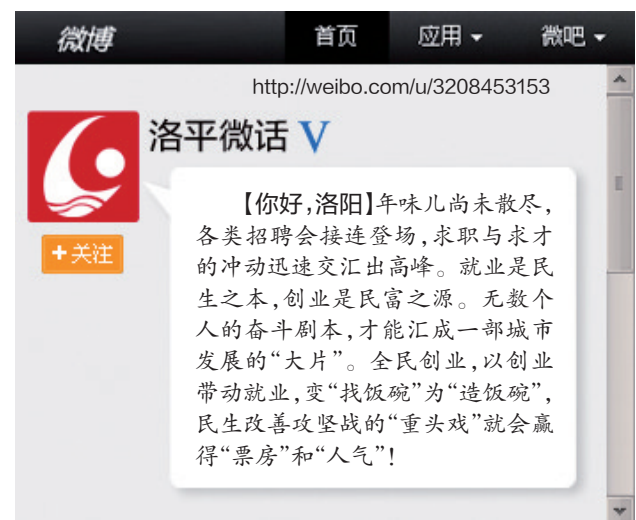 微博 首页 应用 微吧
http://weibo.com/u/3208453153
洛平微话 V
+关注
【你好,洛阳】年味儿尚未散尽,
各类招聘会接连登场,求职与求才
的冲动迅速交汇出高峰。就业是民
生之本,创业是民富之源。无数个
人的奋斗剧本,才能汇成一部城市
发展的“大片”。全民创业,以创业
带动就业,变“找饭碗”为“造饭碗”,
民生改善攻坚战的“重头戏”就会赢
得“票房”和“人气”!